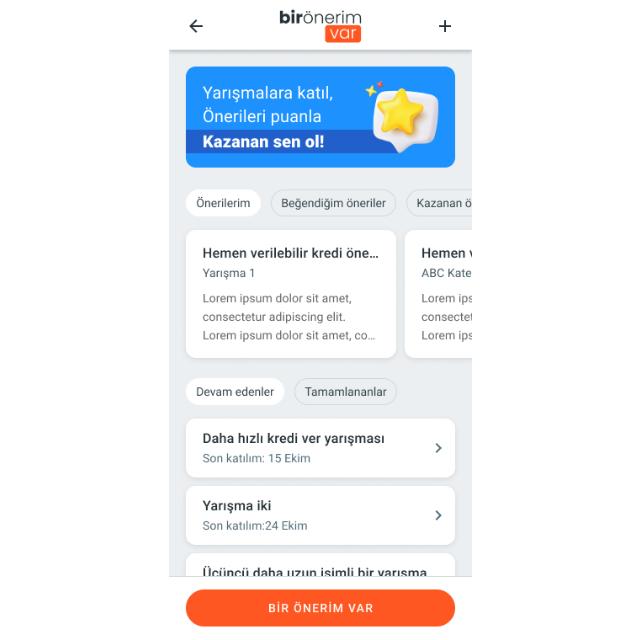 birönerim
var
Yarışmalara katıl,
Önerileri puanla
Kazanan sen ol!
Önerilerim
Beğendiğim öneriler
Kazanan ö
Hemen verilebilir kredi öne...
Yarışma 1
Lorem ipsum dolor sit amet,
consectetur adipiscing elit.
Lorem ipsum dolor sit amet, co...
Hemen v
ABC Kate
Lorem ips
consectet
Lorem ips
Devam edenler
Tamamlananlar
Daha hızlı kredi ver yarışması
Son katılım: 15 Ekim
Yarışma iki
Son katılım:24 Ekim
Üçüncü daha uzun isimli bir yarışma
BİR ÖNERİM VAR